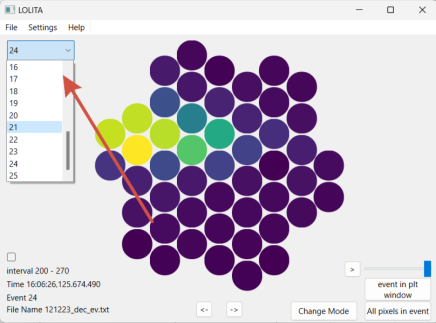 LOLITA
File Settings Help
24
16
17
18
19
20
21
22
23
24
25
interval 200 - 270
Time 16:06:26,125.674.490
Event 24
File Name 121223_dec_ev.txt
<-
->
Change Mode
>
event in plt
window
All pixels in event